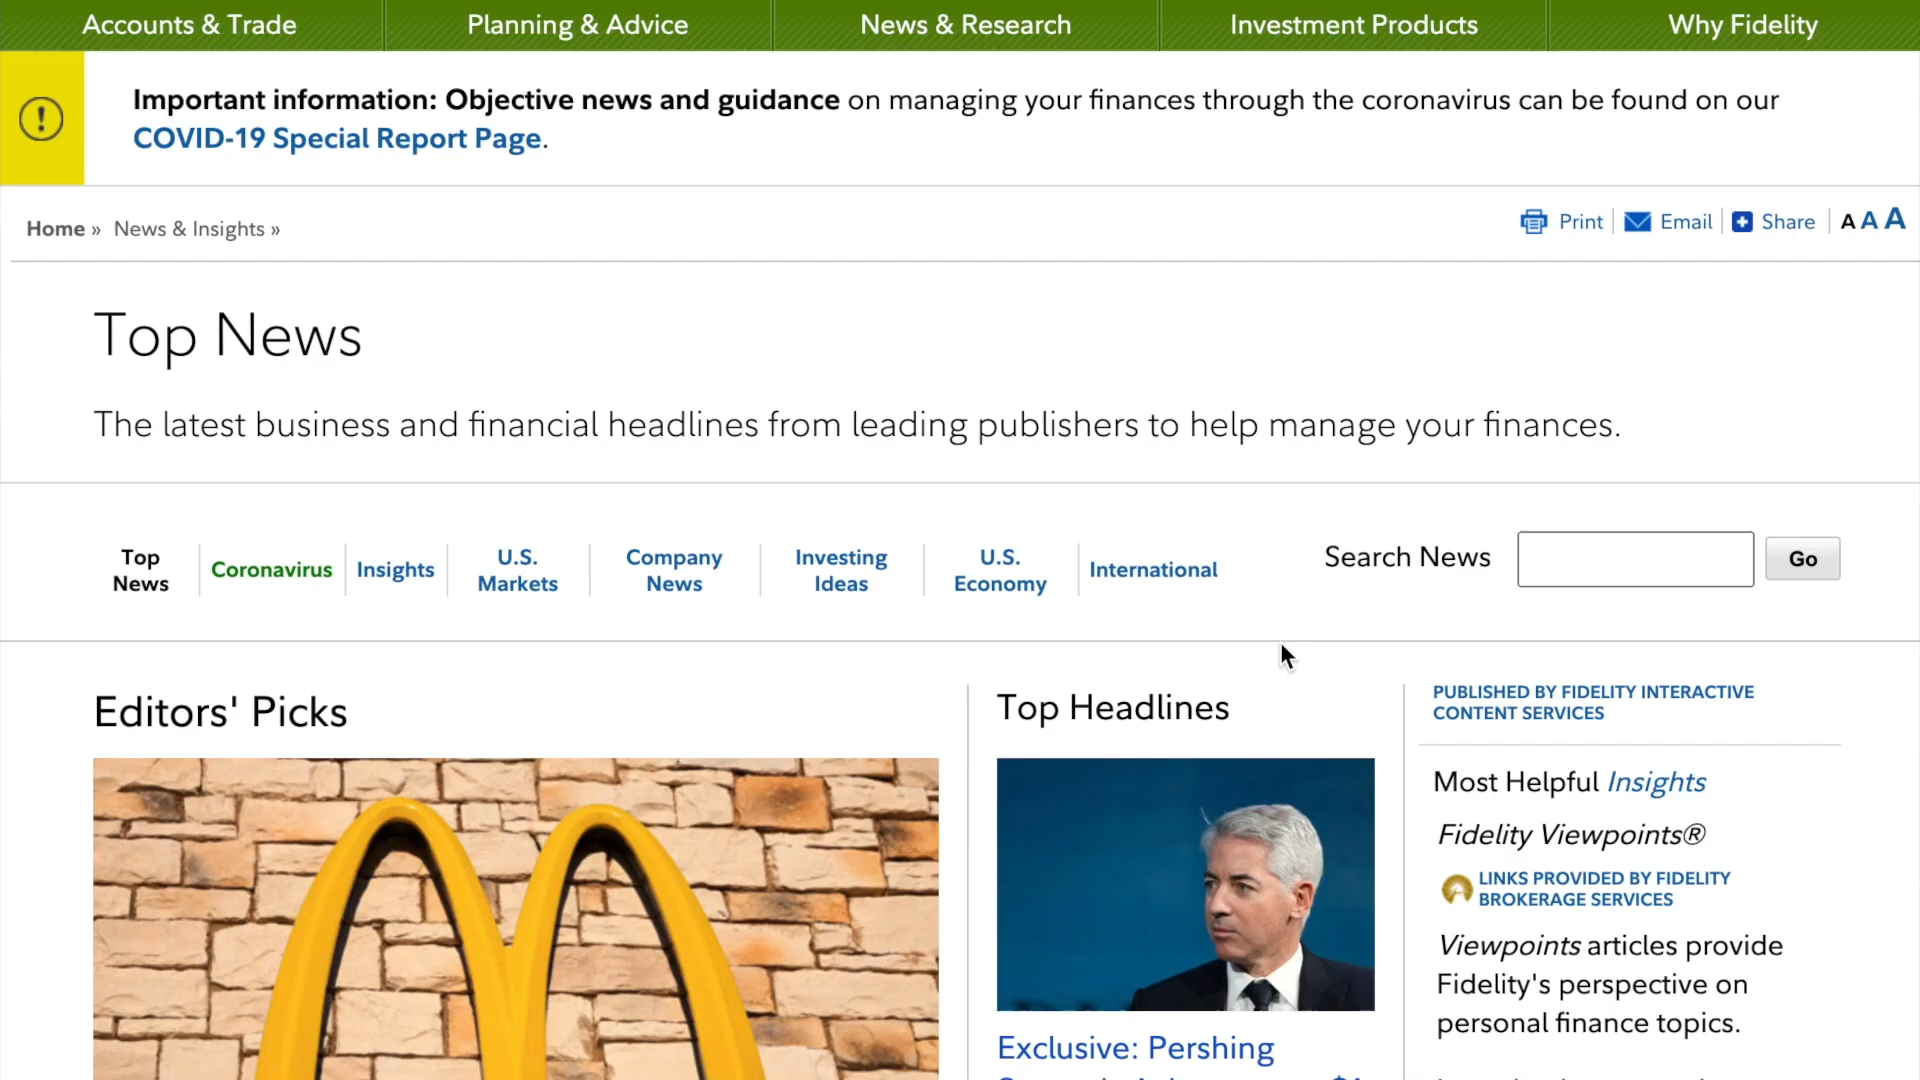 Accounts & Trade
Planning & Advice
News & Research
Investment Products
Why Fidelity
Important information: Objective news and guidance on managing your finances through the coronavirus can be found on our
COVID-19 Special Report Page.
Home » News & Insights »
Print
Email
Share
A A A
Top News
The latest business and financial headlines from leading publishers to help manage your finances.
Top
News
Coronavirus
Insights
U.S.
Markets
Company
News
Investing
Ideas
U.S.
Economy
International
Search News
Go
Editors' Picks
Top Headlines
Exclusive: Pershing
PUBLISHED BY FIDELITY INTERACTIVE
CONTENT SERVICES
Most Helpful Insights
Fidelity Viewpoints®
LINKS PROVIDED BY FIDELITY
BROKERAGE SERVICES
Viewpoints articles provide
Fidelity's perspective on
personal finance topics.